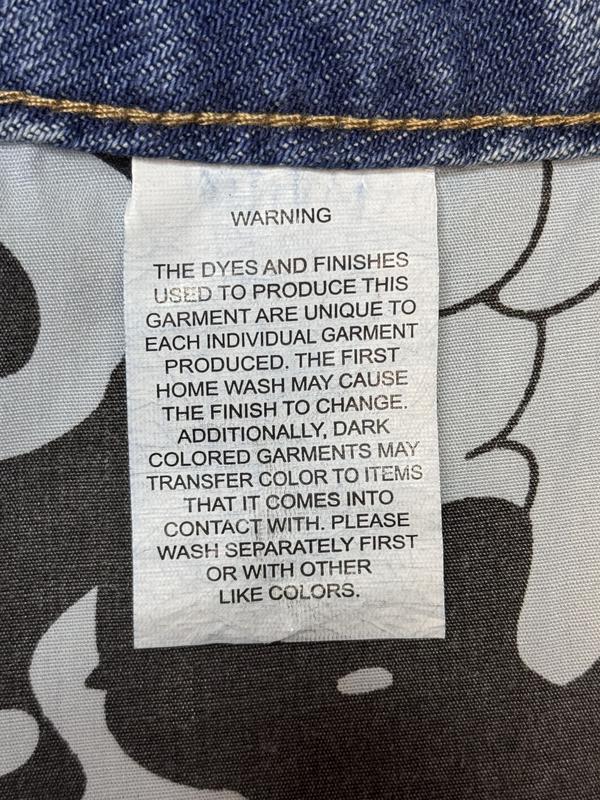 WARNING
THE DYES AND FINISHES
USED TO PRODUCE THIS
GARMENT ARE UNIQUE TO
EACH INDIVIDUAL GARMENT
PRODUCED. THE FIRST
HOME WASH MAY CAUSE
THE FINISH TO CHANGE.
ADDITIONALLY, DARK
COLORED GARMENTS MAY
TRANSFER COLOR TO ITEMS
THAT IT COMES INTO
CONTACT WITH. PLEASE
WASH SEPARATELY FIRST
OR WITH OTHER
LIKE COLORS.